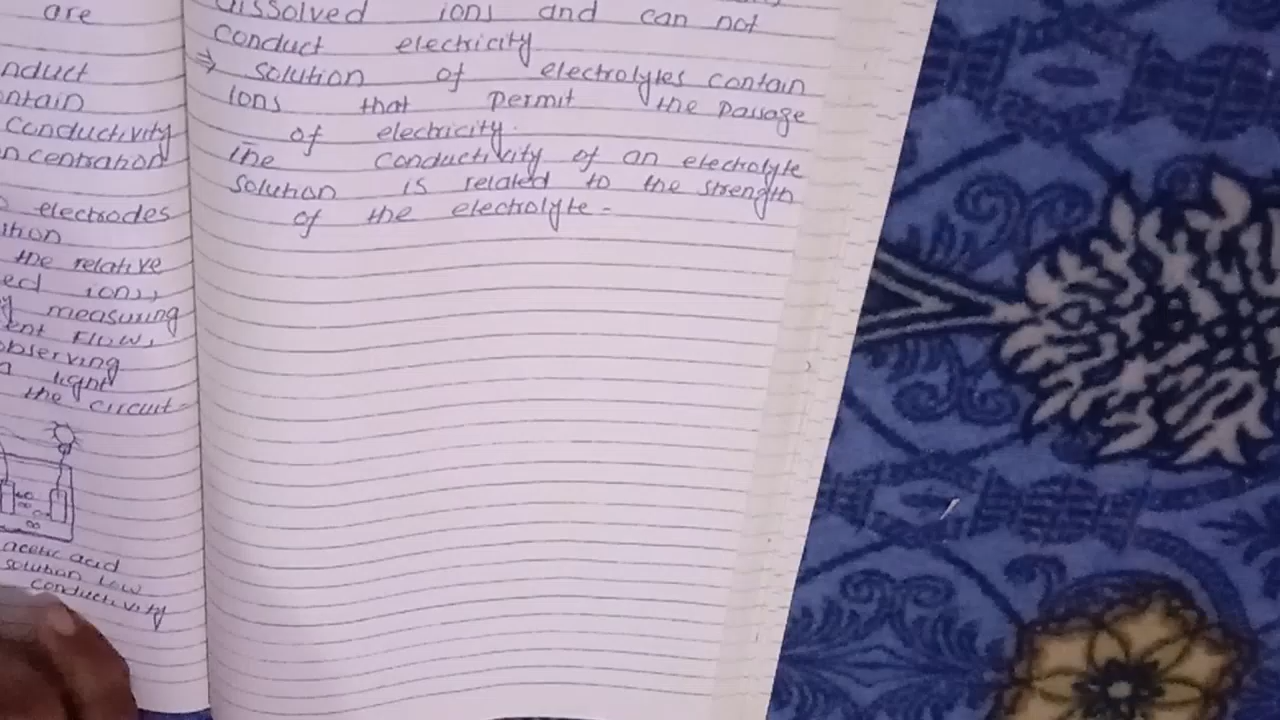 are
nduct
ntain
conductivity
ncentration
electrodes
ition
the relative
ed ions,
measuring
ent flow,
observing
a light
the circuit
acetic acid
solution low
conductivity
dissolved ions and can not
conduct electricity
⇒ solution of electrolytes contain
ions that permit the passage
of electricity.
the conductivity of an electrolyte
solution is related to the strength
of the electrolyte -